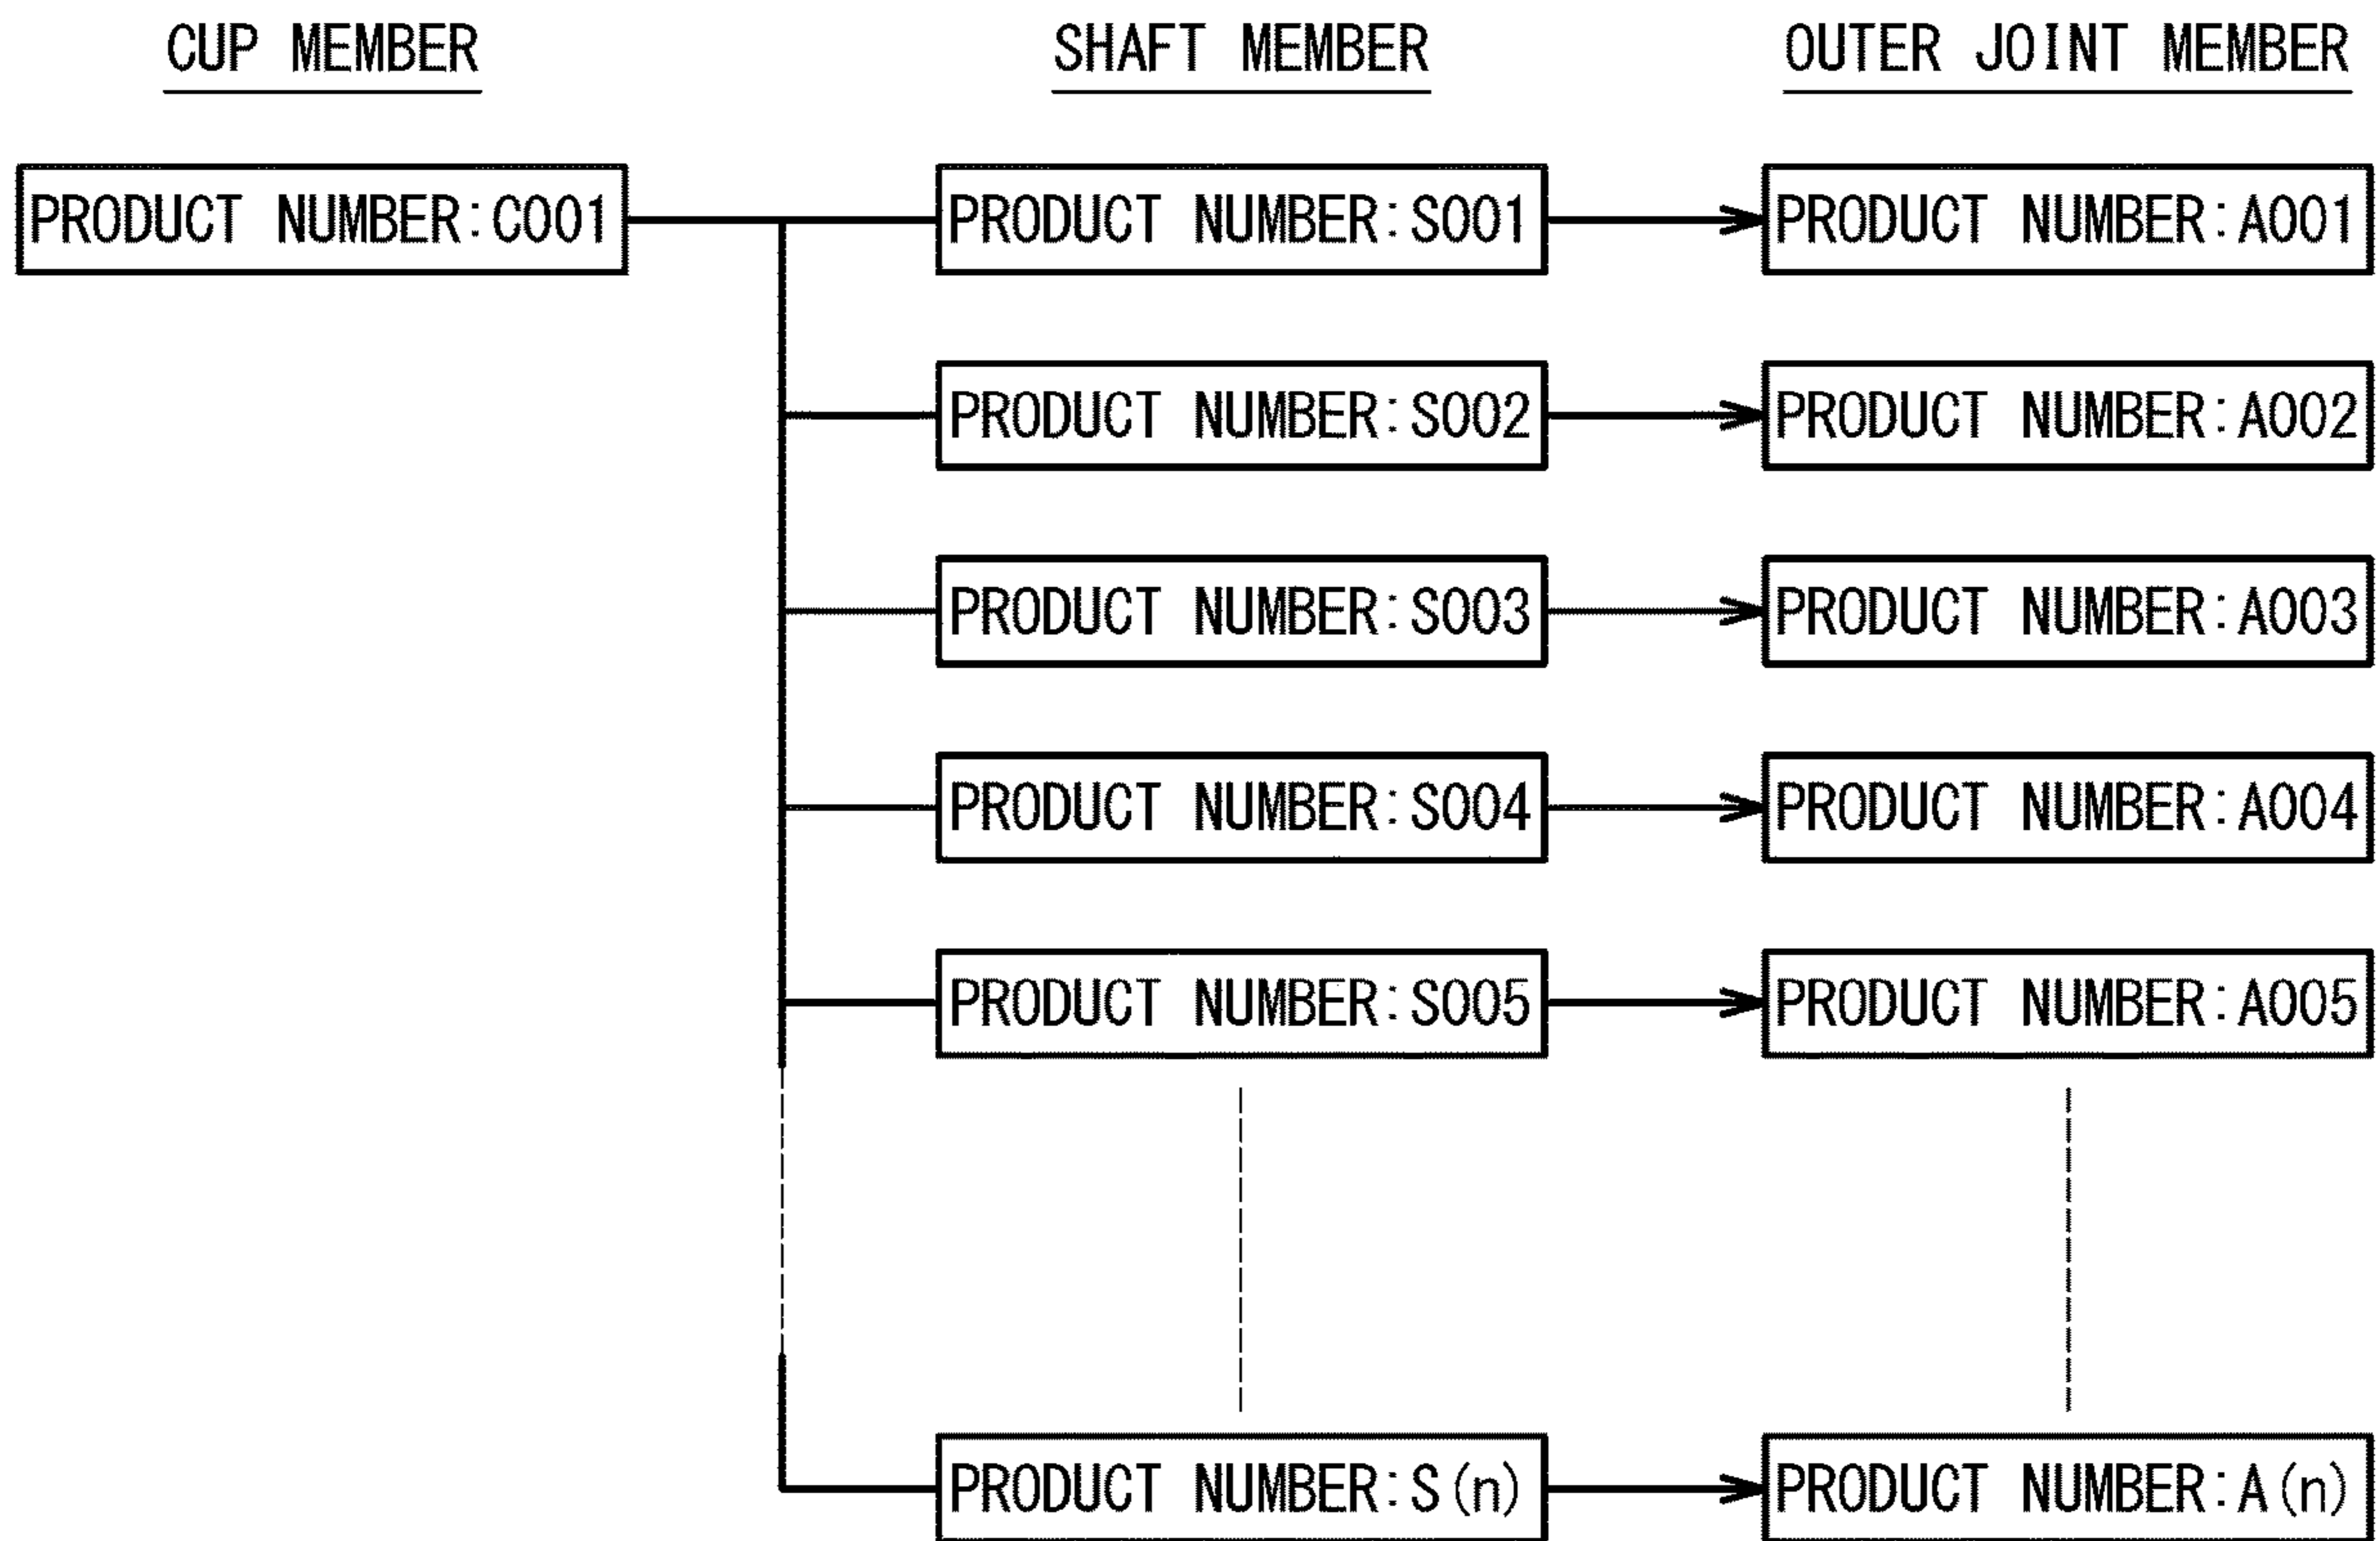 CUP MEMBER
SHAFT MEMBER
OUTER JOINT MEMBER
PRODUCT NUMBER:C001
PRODUCT NUMBER:S001
PRODUCT NUMBER:A001
PRODUCT NUMBER:S002
PRODUCT NUMBER:A002
PRODUCT NUMBER:S003
PRODUCT NUMBER:A003
PRODUCT NUMBER:S004
PRODUCT NUMBER:A004
PRODUCT NUMBER:S005
PRODUCT NUMBER:A005
PRODUCT NUMBER:S(n)
PRODUCT NUMBER:A(n)